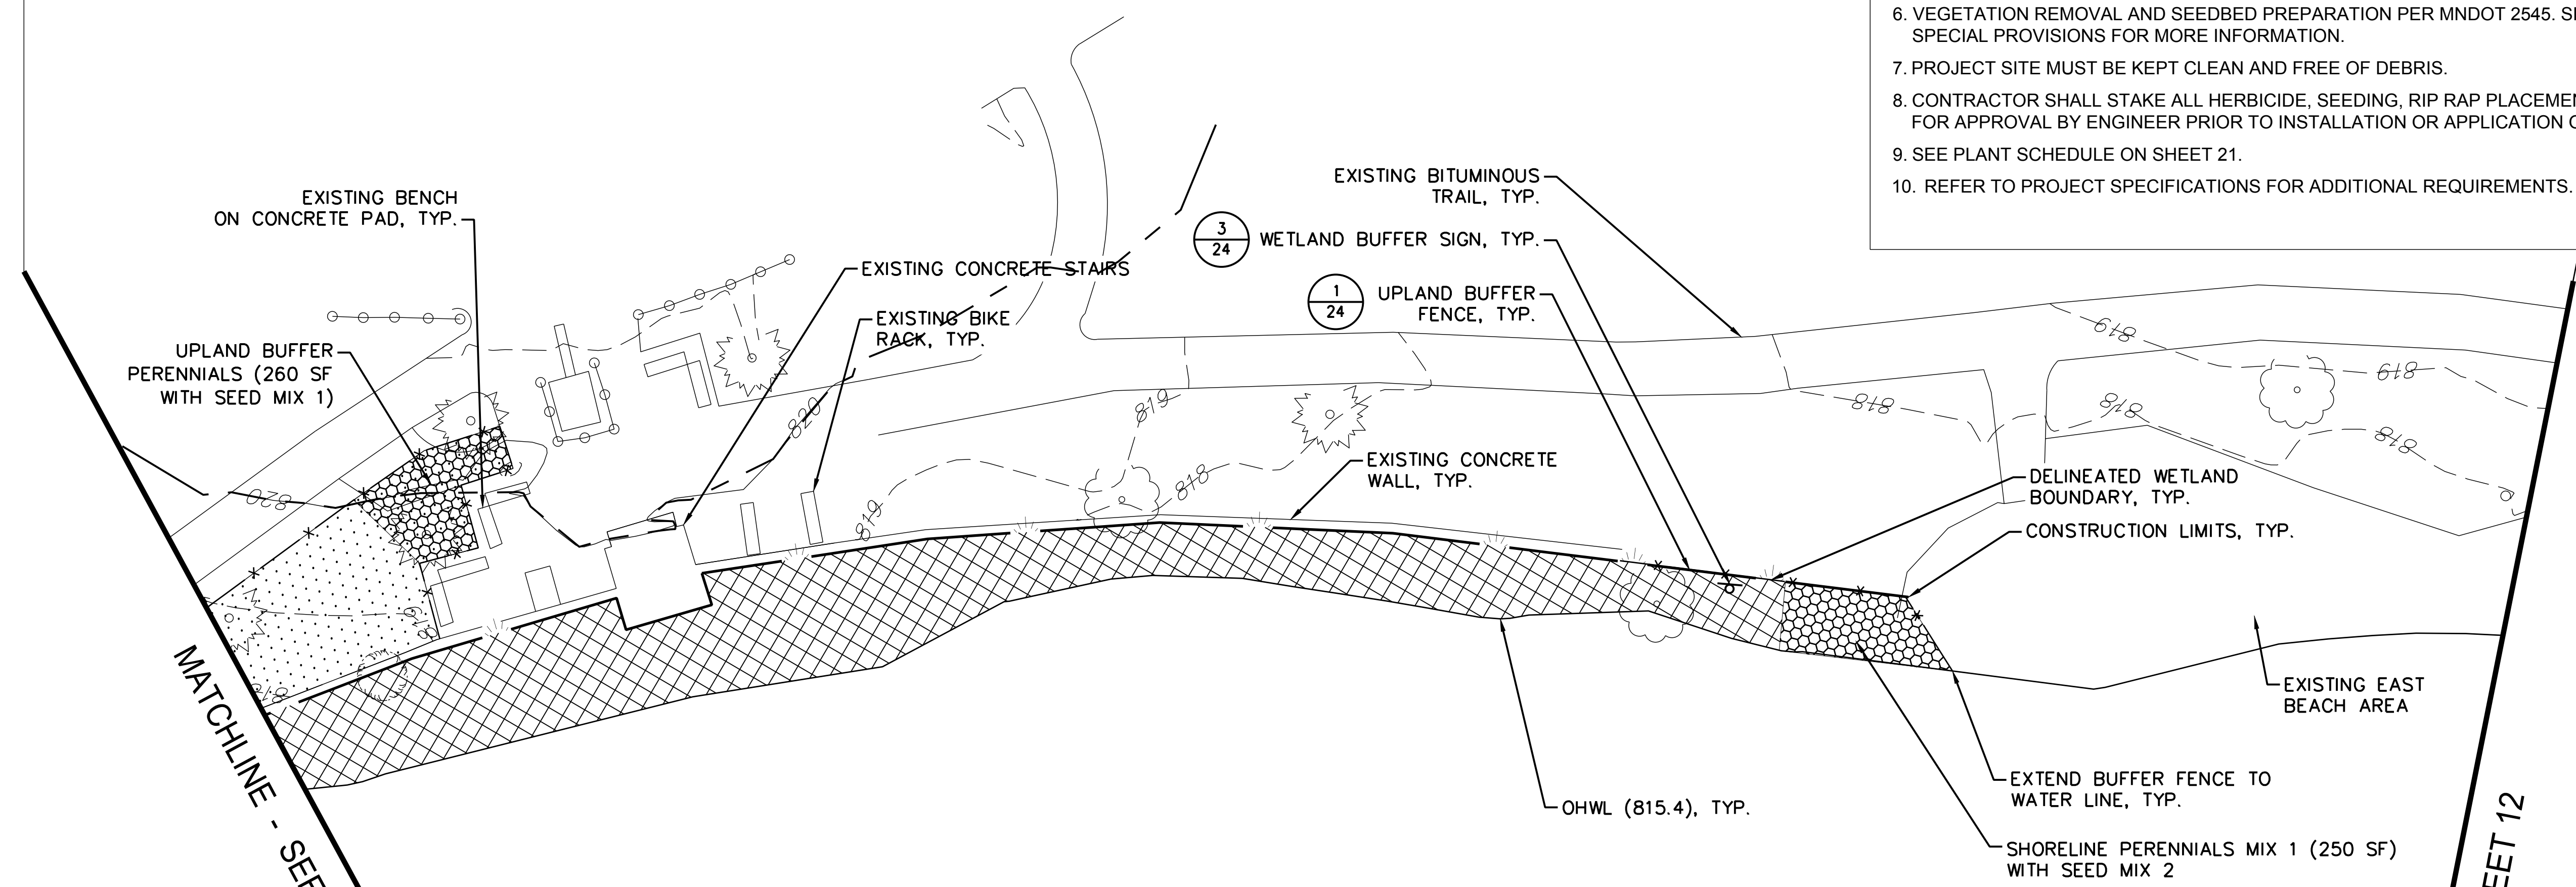 6. VEGETATION REMOVAL AND SEEDBED PREPARATION PER MNDOT 2545.
SPECIAL PROVISIONS FOR MORE INFORMATION.
7. PROJECT SITE MUST BE KEPT CLEAN AND FREE OF DEBRIS.
8. CONTRACTOR SHALL STAKE ALL HERBICIDE, SEEDING, RIP RAP
FOR APPROVAL BY ENGINEER PRIOR TO INSTALLATION OR APPLICATION
9. SEE PLANT SCHEDULE ON SHEET 21.
10. REFER TO PROJECT SPECIFICATIONS FOR ADDITIONAL REQUIREMENTS.
EXISTING BENCH
ON CONCRETE PAD, TYP.
EXISTING BITUMINOUS
TRAIL, TYP.
3
24
WETLAND BUFFER SIGN, TYP.
EXISTING CONCRETE STAIRS
1
24
UPLAND BUFFER
FENCE, TYP.
EXISTING BIKE
RACK, TYP.
UPLAND BUFFER
PERENNIALS (260 SF
WITH SEED MIX 1)
819
819
818
818
818
819
820
820
818
819
819
818
EXISTING CONCRETE
WALL, TYP.
DELINEATED WETLAND
BOUNDARY, TYP.
CONSTRUCTION LIMITS, TYP.
EXISTING EAST
BEACH AREA
EXTEND BUFFER FENCE TO
WATER LINE, TYP.
OHWL (815.4), TYP.
SHORELINE PERENNIALS MIX 1 (250 SF)
WITH SEED MIX 2
MATCHLINE -
12